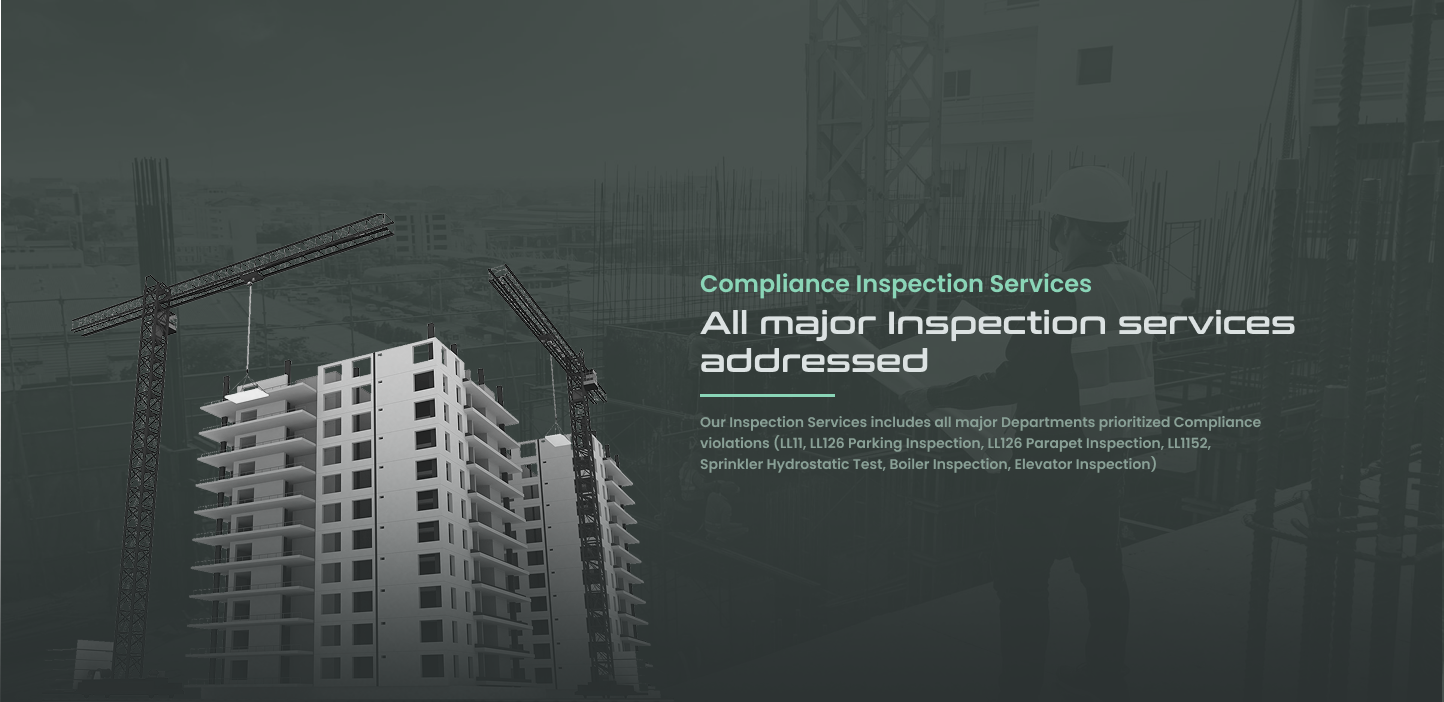 Compliance Inspection Services
All major Inspection services
addressed
Our Inspection Services includes all major Departments prioritized Compliance
violations (LL11, LL126 Parking Inspection, LL126 Parapet Inspection, LL1152,
Sprinkler Hydrostatic Test, Boiler Inspection, Elevator Inspection)